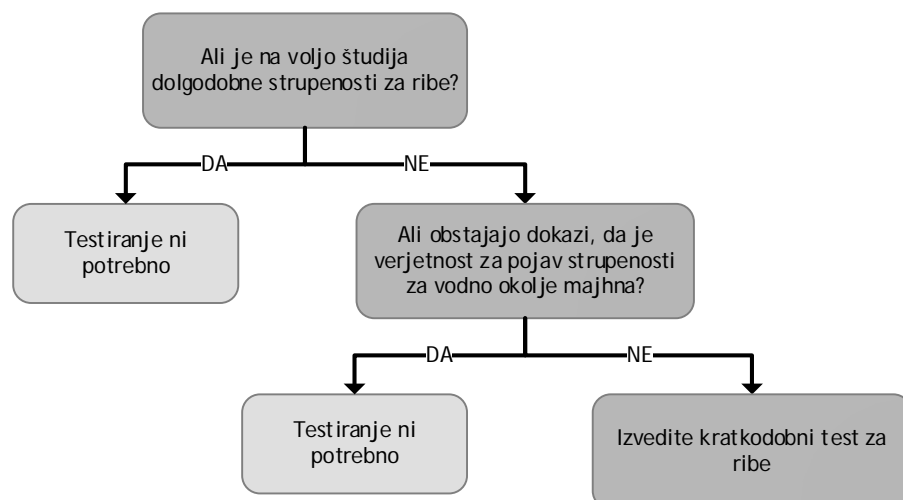 Ali je na voljo študija
dolgodobne strupenosti za ribe?
DA
NE
Testiranje ni
potrebno
Ali obstajajo dokazi, da je
verjetnost za pojav strupenosti
za vodno okolje majhna?
DA
NE
Testiranje ni
potrebno
Izvedite kratkodobni test za
ribe